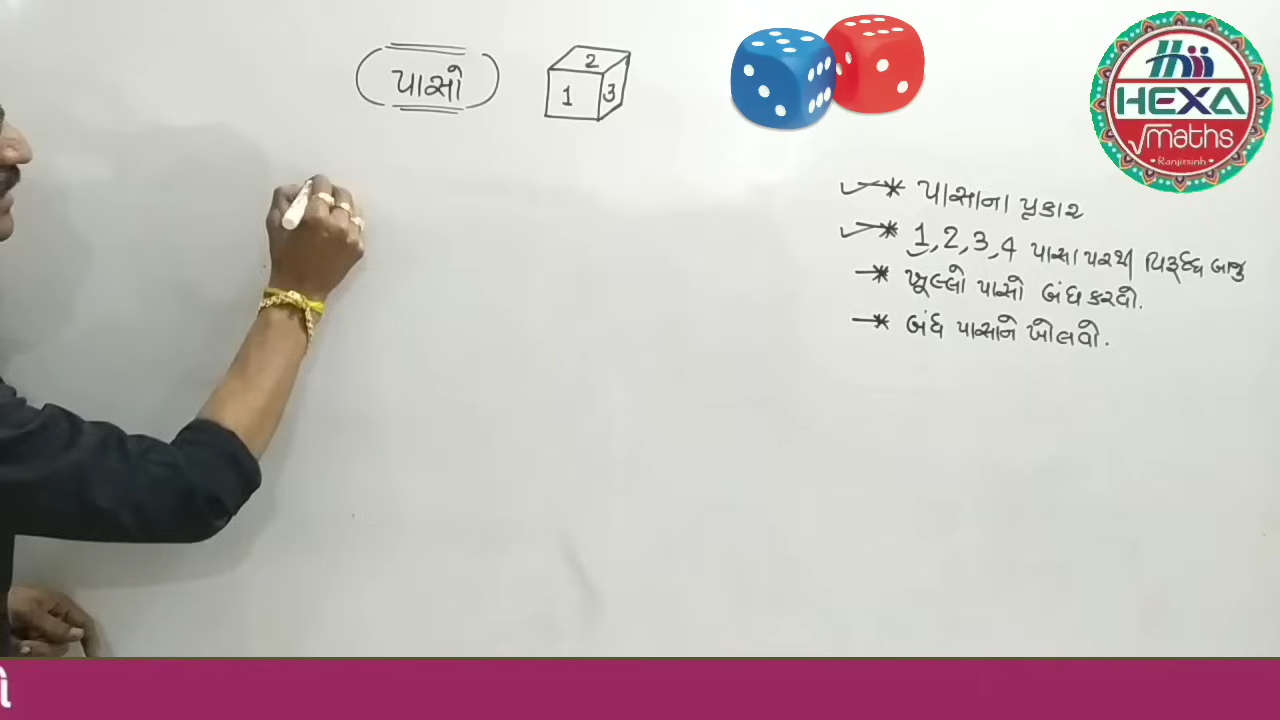 પાસો
2
1 3
HEXA
√maths
Ranjitsinh
* પાસાના પ્રકાર
* 1, 2, 3, 4 પાસા પરથી વિરૂદ્ધ બાજુ
* ખૂલ્લો પાસો બંધ કરવો.
* બંધ પાસાને ખોલવો.